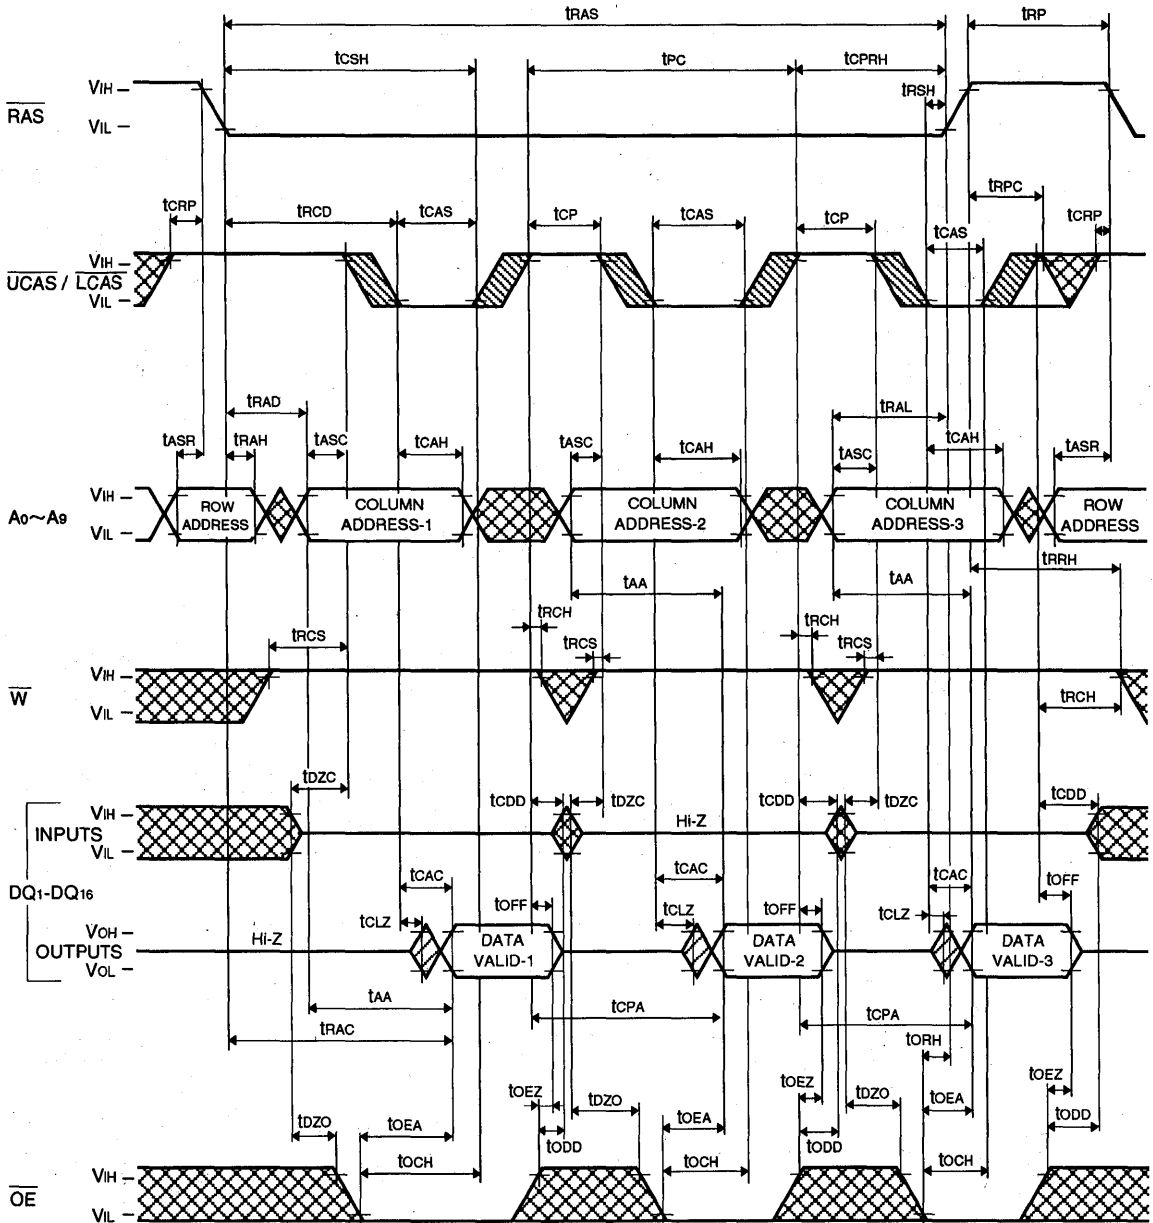 tRAS tRP
tCSH tPC tCPRH
VIH tRSH
RAS
VIL
tRPC
tCRP tRCD tCAS tCP tCAS tCP tCAS tCRP
VIH
UCAS / LCAS
VIL
tRAD tRAL
tASR tRAH tASC tCAH tASC tCAH tASC tCAH tASR
VIH ROW ADDRESS COLUMN ADDRESS-1 COLUMN ADDRESS-2 COLUMN ADDRESS-3 ROW ADDRESS
A0~A9
VIL
tRRH
tAA tAA
tRCH tRCH
tRCS tRCS tRCS
VIH
W
VIL tRCH
tDZC tCDD tDZC tCDD tDZC tCDD
VIH
INPUTS Hi-Z
VIL
DQ1-DQ16
tCAC tCAC tCAC
tCLZ tOFF tCLZ tOFF tCLZ tOFF
VOH Hi-Z DATA VALID-1 DATA VALID-2 DATA VALID-3
OUTPUTS
VOL
tAA tCPA tCPA
tRAC tORH
tOEZ tOEZ tOEZ
tDZO tOEA tDZO tOEA tDZO tOEA
tODD tODD tODD
tOCH tOCH tOCH
VIH
OE
VIL